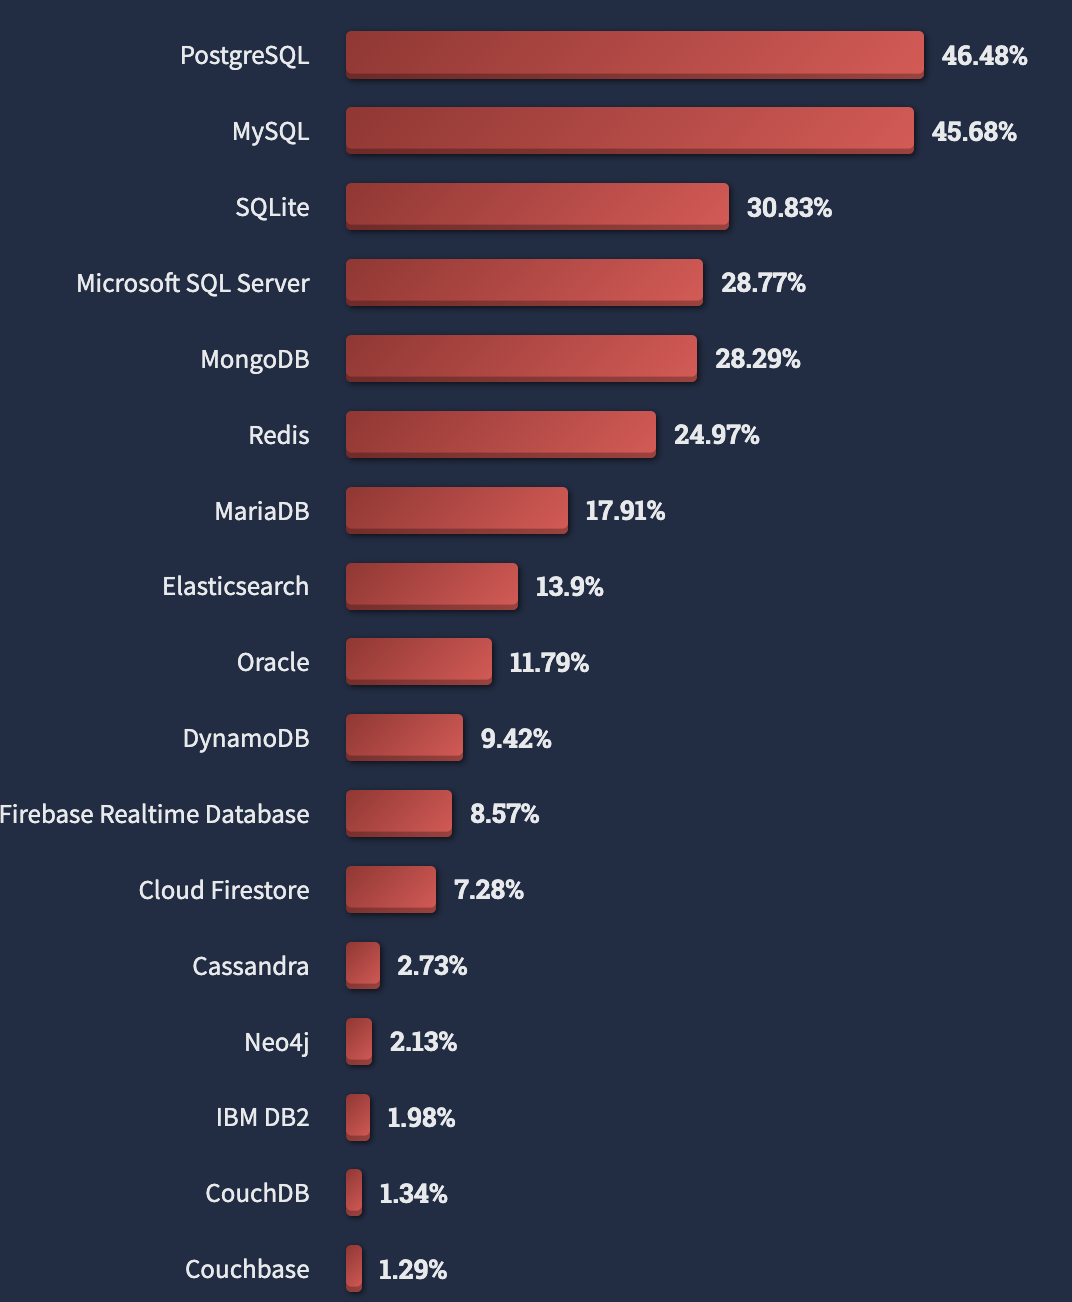 PostgreSQL 46.48%
MySQL 45.68%
SQLite 30.83%
Microsoft SQL Server 28.77%
MongoDB 28.29%
Redis 24.97%
MariaDB 17.91%
Elasticsearch 13.9%
Oracle 11.79%
DynamoDB 9.42%
Firebase Realtime Database 8.57%
Cloud Firestore 7.28%
Cassandra 2.73%
Neo4j 2.13%
IBM DB2 1.98%
CouchDB 1.34%
Couchbase 1.29%